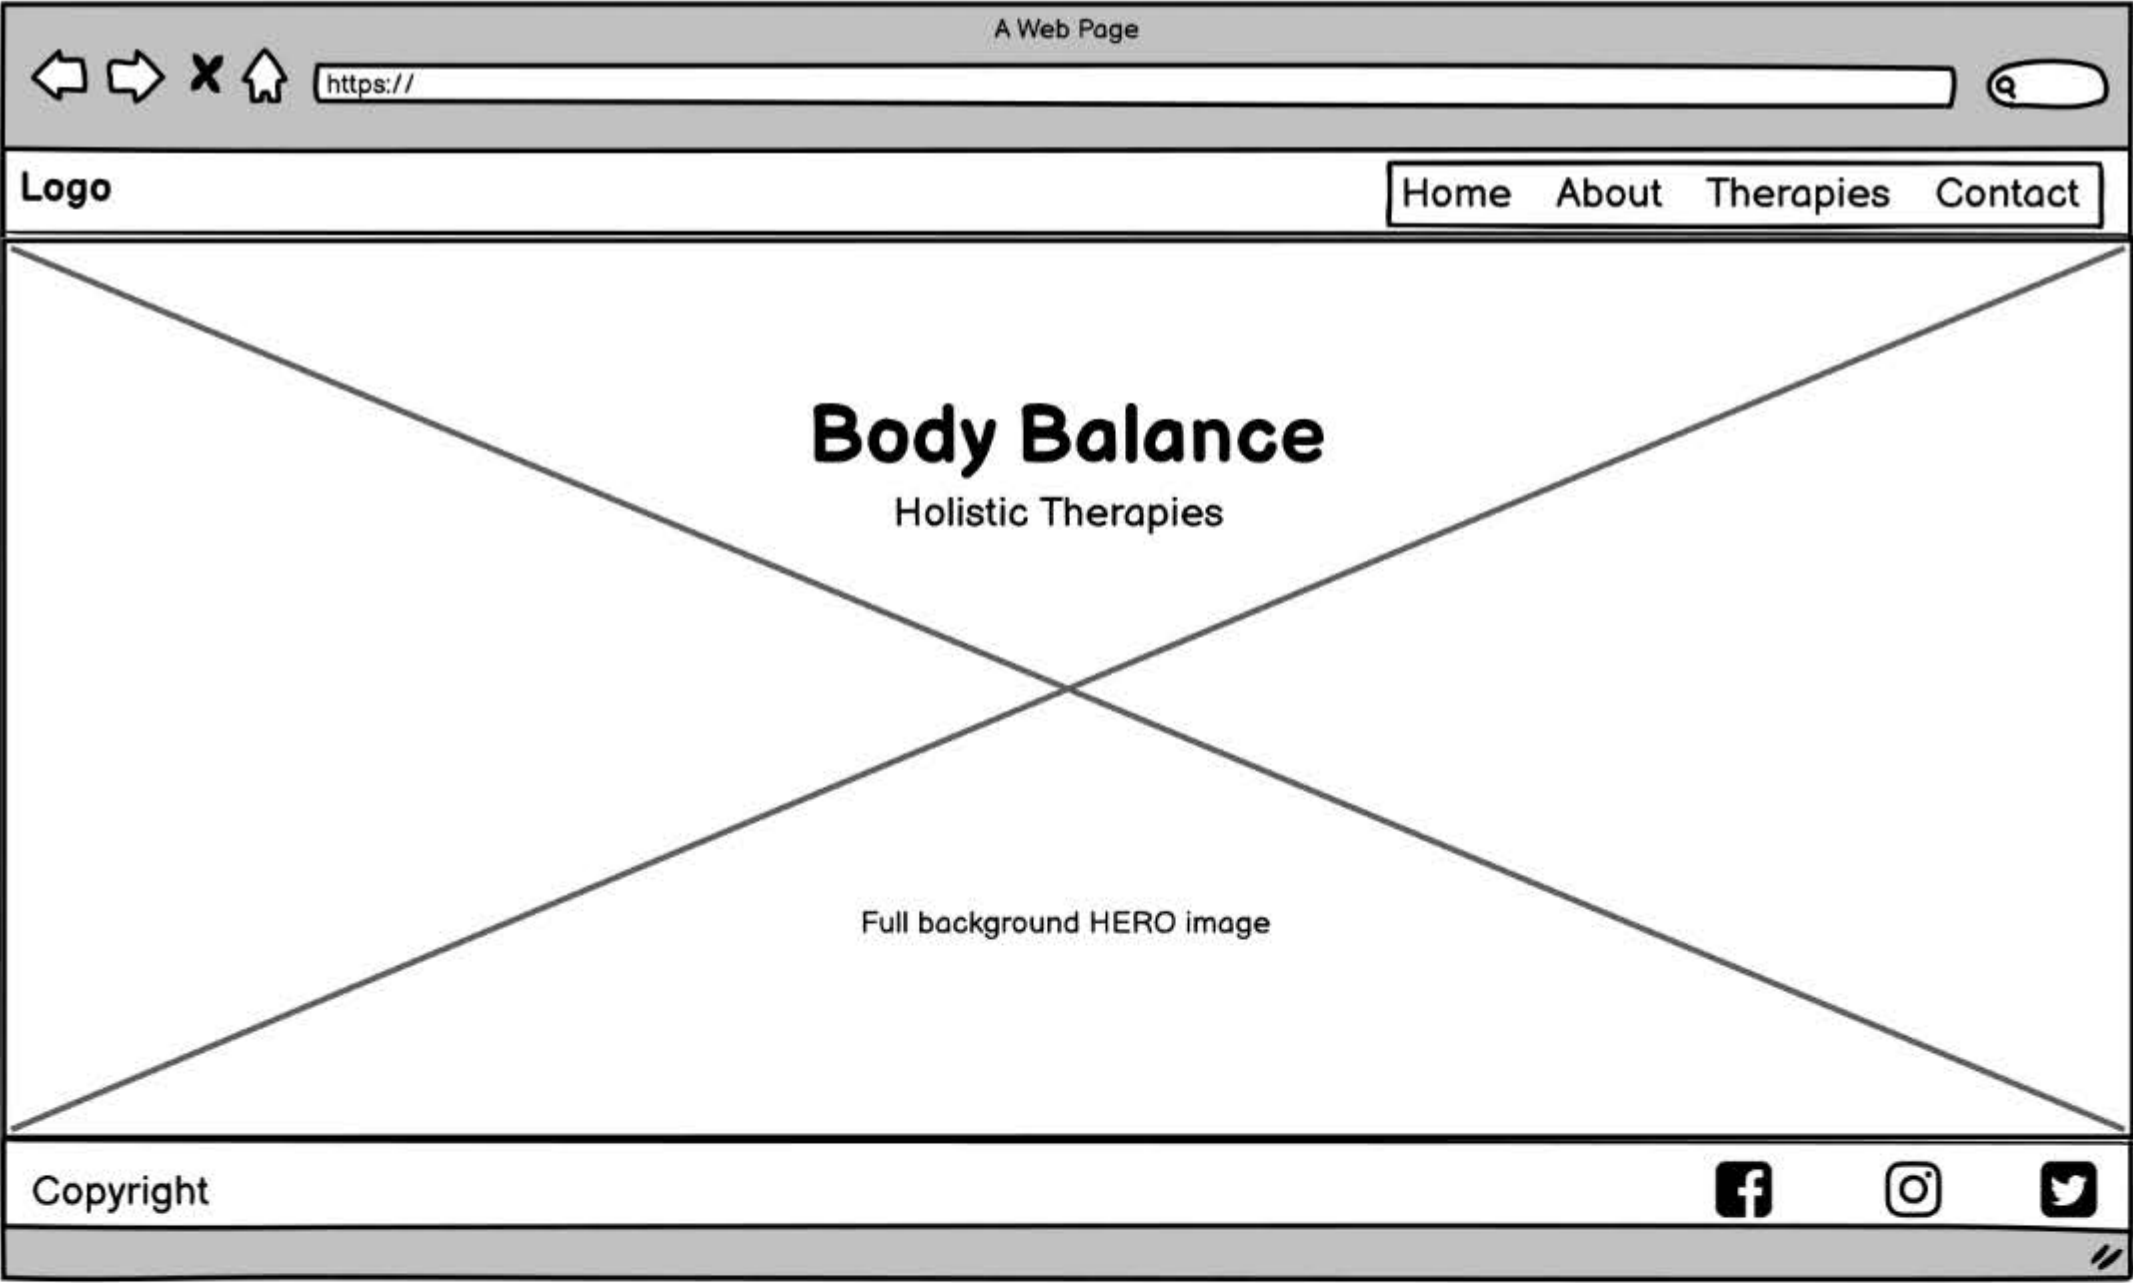 A Web Page
https://
Logo
Home About Therapies Contact
Body Balance
Holistic Therapies
Full background HERO image
Copyright